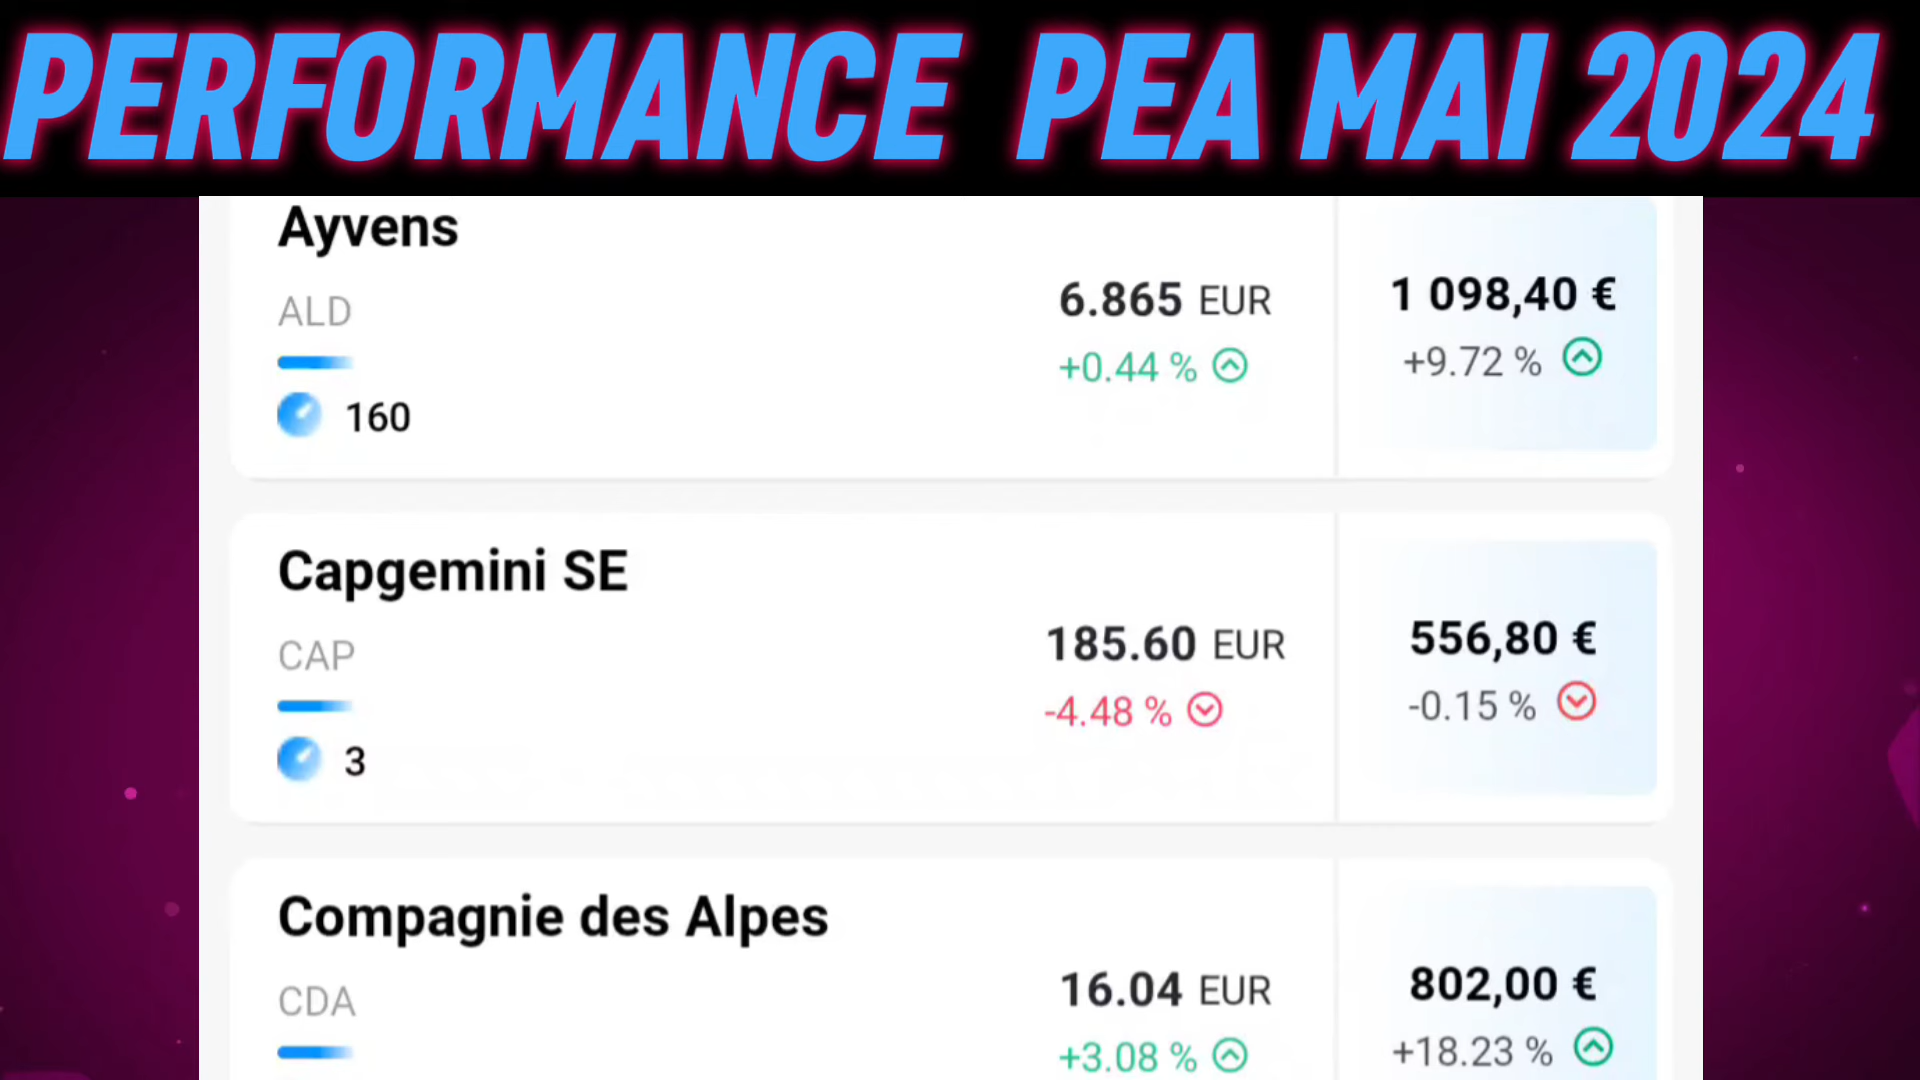 PERFORMANCE PEA MAI 2024
Ayvens
ALD
6.865 EUR
1 098,40 €
+0.44 %
+9.72 %
160
Capgemini SE
CAP
185.60 EUR
556,80 €
-4.48 %
-0.15 %
3
Compagnie des Alpes
CDA
16.04 EUR
802,00 €
+3.08 %
+18.23 %